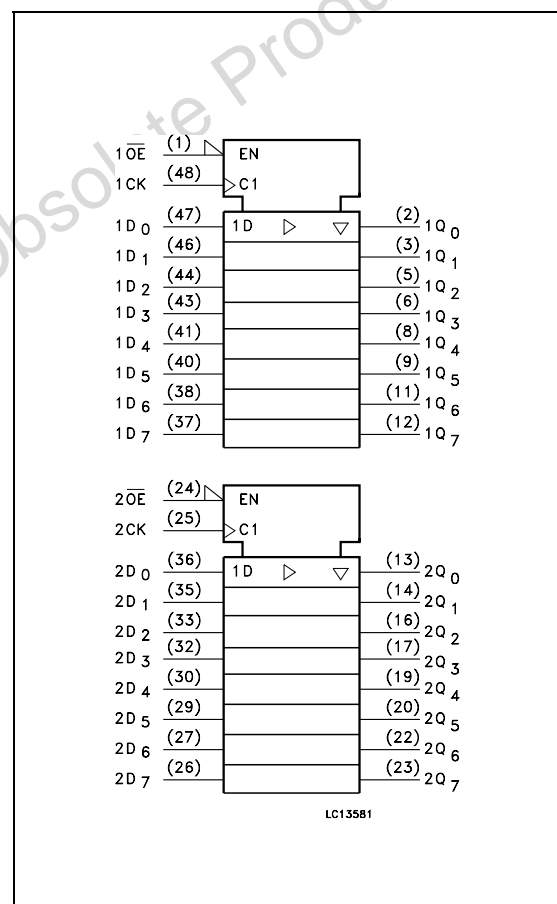 Obsolete Produ
1OE (1) EN
1CK (48) C1
1D0 (47) 1D (2) 1Q0
1D1 (46) (3) 1Q1
1D2 (44) (5) 1Q2
1D3 (43) (6) 1Q3
1D4 (41) (8) 1Q4
1D5 (40) (9) 1Q5
1D6 (38) (11) 1Q6
1D7 (37) (12) 1Q7
2OE (24) EN
2CK (25) C1
2D0 (36) 1D (13) 2Q0
2D1 (35) (14) 2Q1
2D2 (33) (16) 2Q2
2D3 (32) (17) 2Q3
2D4 (30) (19) 2Q4
2D5 (29) (20) 2Q5
2D6 (27) (22) 2Q6
2D7 (26) (23) 2Q7
LC13581